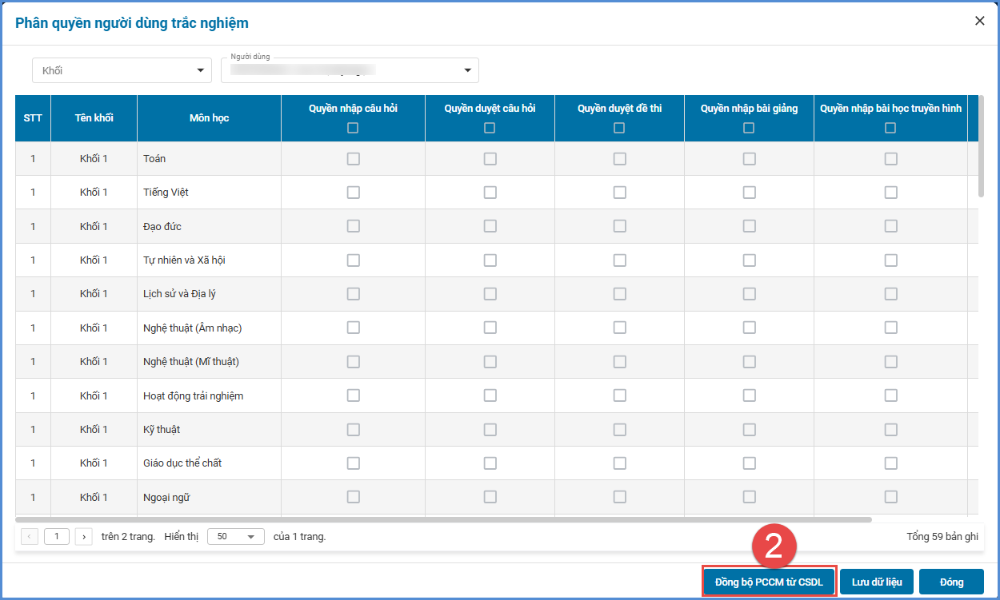 Phân quyền người dùng trắc nghiệm
Khối
Người dùng
STT Tên khối Môn học Quyền nhập câu hỏi Quyền duyệt câu hỏi Quyền duyệt đề thi Quyền nhập bài giảng Quyền nhập bài học truyền hình
1 Khối 1 Toán
1 Khối 1 Tiếng Việt
1 Khối 1 Đạo đức
1 Khối 1 Tự nhiên và Xã hội
1 Khối 1 Lịch sử và Địa lý
1 Khối 1 Nghệ thuật (Âm nhạc)
1 Khối 1 Nghệ thuật (Mĩ thuật)
1 Khối 1 Hoạt động trải nghiệm
1 Khối 1 Kỹ thuật
1 Khối 1 Giáo dục thể chất
1 Khối 1 Ngoại ngữ
1 trên 2 trang. Hiển thị 50 của 1 trang. Tổng 59 bản ghi
2
Đồng bộ PCCM từ CSDL Lưu dữ liệu Đóng